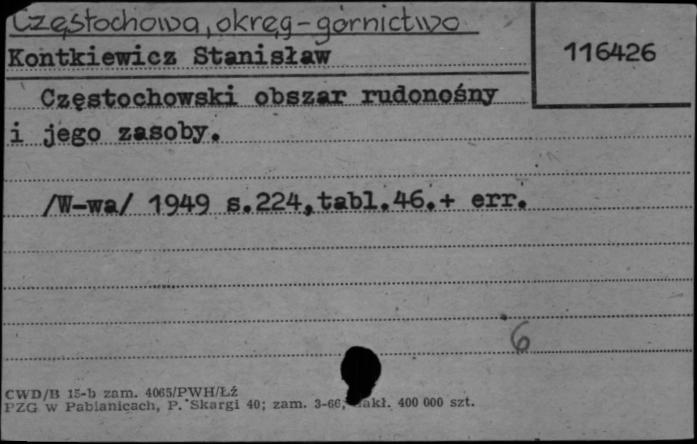 Częstochowa, okręg-górnictwo
Kontkiewicz Stanisław
116426
Częstochowski obszar rudonośny
i jego zasoby.
/W-wa/ 1949 s.224,tabl.46.+ err.
6
CWD/B 15-b zam. 4065/PWH/Łź
PZG w Pabianicach, P. Skargi 40; zam. 3-66; nakł. 400 000 szt.